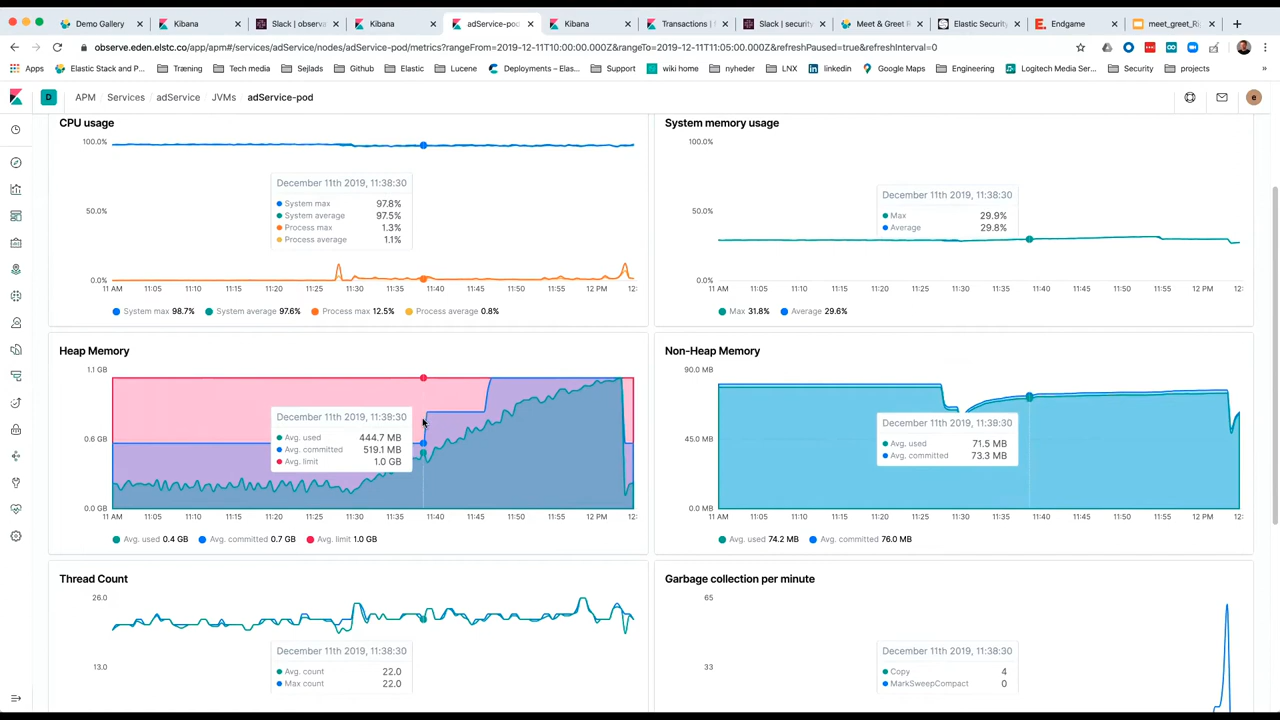 Demo Gallery × Kibana × Slack | observa × Kibana × adService-pod × Kibana × Transactions | × Slack | security × Meet & Greet R × Elastic Security × Endgame × meet_greet_Ri × +
observe.eden.elstc.co/app/apm#/services/adService/nodes/adService-pod/metrics?rangeFrom=2019-12-11T10:00:00.000Z&rangeTo=2019-12-11T11:05:00.000Z&refreshPaused=true&refreshInterval=0
Apps Elastic Stack and P... Træning Tech media Sejlads Github Elastic Lucene Deployments – Elas... Support wiki home nyheder LNX linkedin Google Maps Engineering Logitech Media Ser... Security projects »
D APM Services adService JVMs adService-pod e
CPU usage
100.0%
50.0%
0.0%
December 11th 2019, 11:38:30
System max 97.8%
System average 97.5%
Process max 1.3%
Process average 1.1%
11 AM 11:05 11:10 11:15 11:20 11:25 11:30 11:35 11:40 11:45 11:50 11:55 12 PM 12:
System max 98.7% System average 97.6% Process max 12.5% Process average 0.8%
System memory usage
100.0%
50.0%
0.0%
December 11th 2019, 11:38:30
Max 29.9%
Average 29.8%
11 AM 11:05 11:10 11:15 11:20 11:25 11:30 11:35 11:40 11:45 11:50 11:55 12 PM 12:
Max 31.8% Average 29.6%
Heap Memory
1.1 GB
0.6 GB
0.0 GB
December 11th 2019, 11:38:30
Avg. used 444.7 MB
Avg. committed 519.1 MB
Avg. limit 1.0 GB
11 AM 11:05 11:10 11:15 11:20 11:25 11:30 11:35 11:40 11:45 11:50 11:55 12 PM 12:
Avg. used 0.4 GB Avg. committed 0.7 GB Avg. limit 1.0 GB
Non-Heap Memory
90.0 MB
45.0 MB
0.0 MB
December 11th 2019, 11:38:30
Avg. used 71.5 MB
Avg. committed 73.3 MB
11 AM 11:05 11:10 11:15 11:20 11:25 11:30 11:35 11:40 11:45 11:50 11:55 12 PM 12:
Avg. used 74.2 MB Avg. committed 76.0 MB
Thread Count
26.0
13.0
December 11th 2019, 11:38:30
Avg. count 22.0
Max count 22.0
Garbage collection per minute
65
33
December 11th 2019, 11:38:30
Copy 4
MarkSweepCompact 0